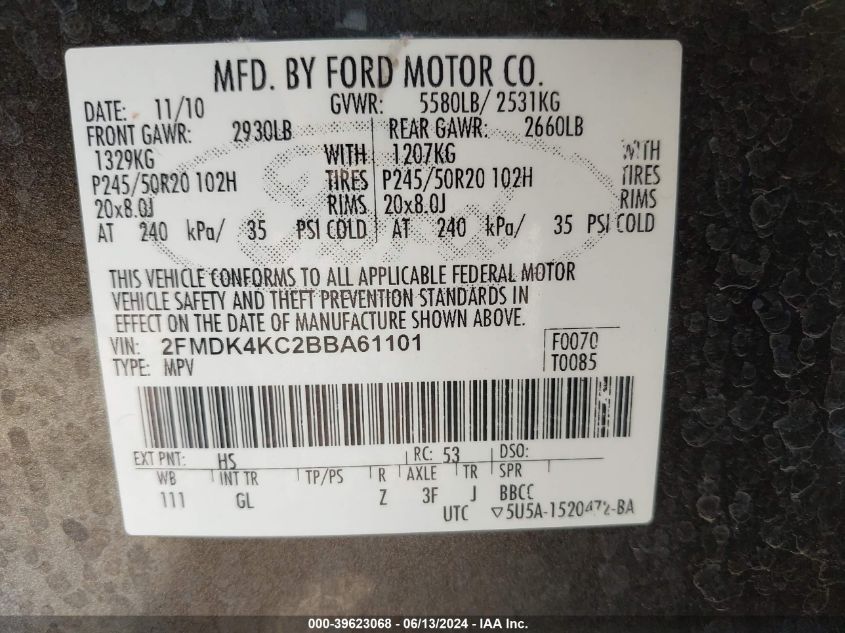 MFD. BY FORD MOTOR CO.
DATE: 11/10 GVWR: 5580LB/ 2531KG
FRONT GAWR: 2930LB REAR GAWR: 2660LB
1329KG WITH 1207KG WITH
P245/50R20 102H TIRES P245/50R20 102H TIRES
20x8.0J RIMS 20x8.0J RIMS
AT 240 kPa/ 35 PSI COLD AT 240 kPa/ 35 PSI COLD
THIS VEHICLE CONFORMS TO ALL APPLICABLE FEDERAL MOTOR
VEHICLE SAFETY AND THEFT PREVENTION STANDARDS IN
EFFECT ON THE DATE OF MANUFACTURE SHOWN ABOVE.
VIN: 2FMDK4KC2BBA61101 F0070
TYPE: MPV T0085
EXT PNT: HS RC: 53 DSO:
WB INT TR TP/PS R AXLE TR SPR
111 GL Z 3F J BBCC
UTC ▽5U5A-1520472-BA
000-39623068 - 06/13/2024 - IAA Inc.